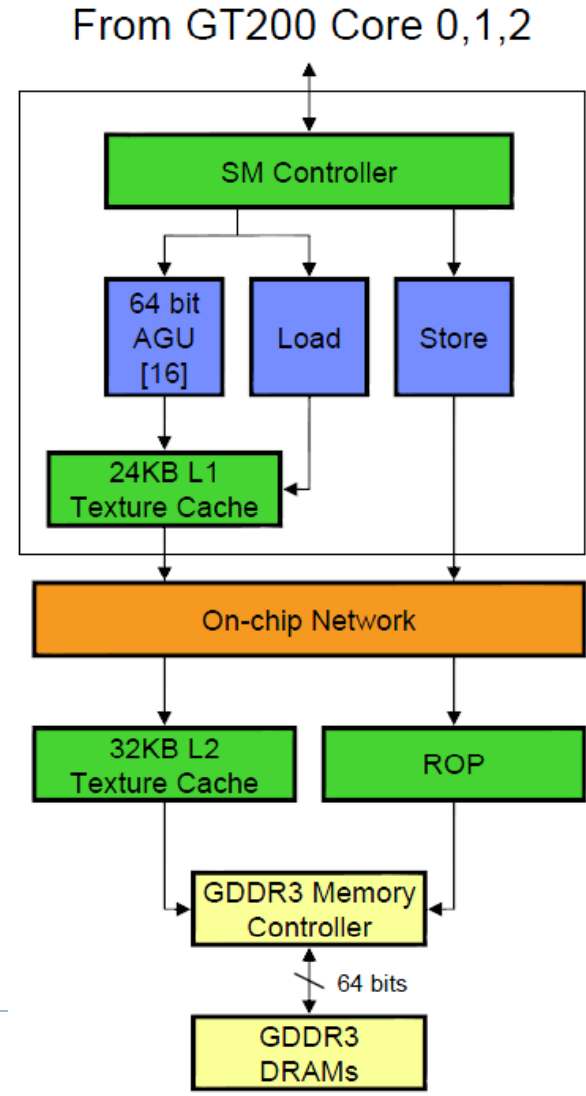 From GT200 Core 0,1,2
SM Controller
64 bit
AGU
[16]
Load
Store
24KB L1
Texture Cache
On-chip Network
32KB L2
Texture Cache
ROP
GDDR3 Memory
Controller
64 bits
GDDR3
DRAMs